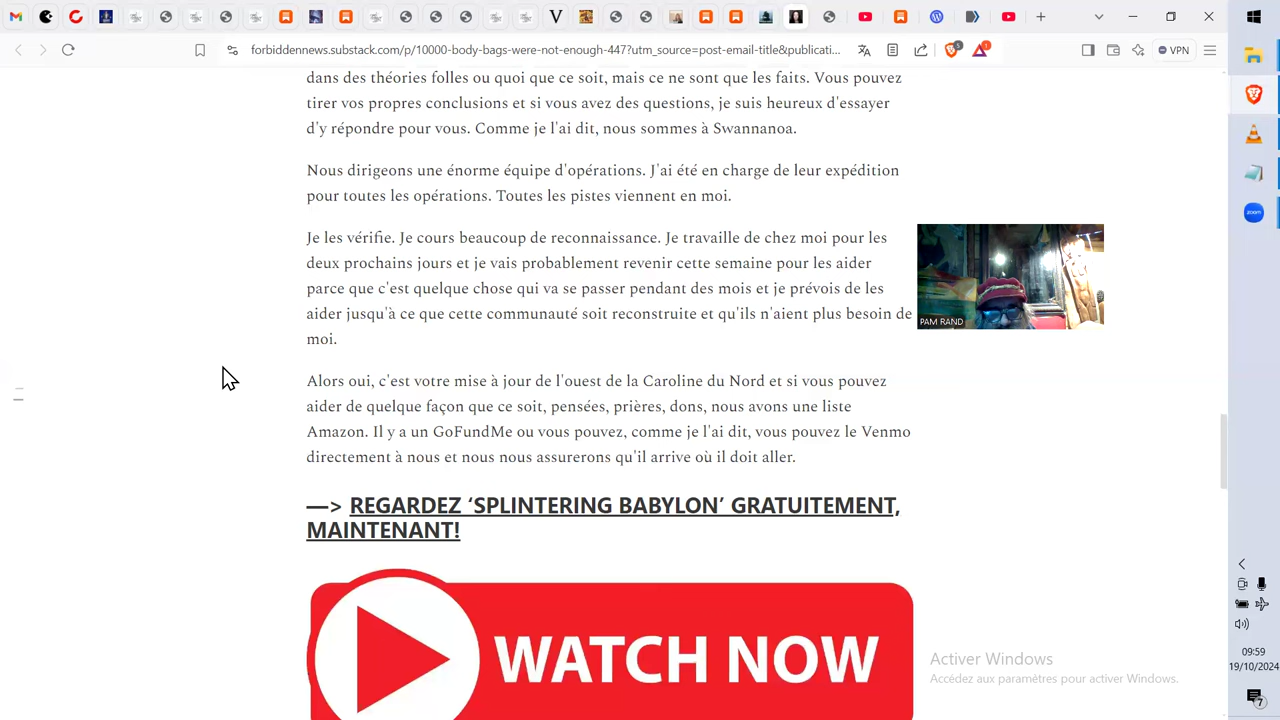 forbiddennews.substack.com/p/10000-body-bags-were-not-enough-447?utm_source=post-email-title&publicati...
VPN
dans des théories folles ou quoi que ce soit, mais ce ne sont que les faits. Vous pouvez
tirer vos propres conclusions et si vous avez des questions, je suis heureux d'essayer
d'y répondre pour vous. Comme je l'ai dit, nous sommes à Swannanoa.
Nous dirigeons une énorme équipe d'opérations. J'ai été en charge de leur expédition
pour toutes les opérations. Toutes les pistes viennent en moi.
Je les vérifie. Je cours beaucoup de reconnaissance. Je travaille de chez moi pour les
deux prochains jours et je vais probablement revenir cette semaine pour les aider
parce que c'est quelque chose qui va se passer pendant des mois et je prévois de les
aider jusqu'à ce que cette communauté soit reconstruite et qu'ils n'aient plus besoin de
moi.
PAM RAND
Alors oui, c'est votre mise à jour de l'ouest de la Caroline du Nord et si vous pouvez
aider de quelque façon que ce soit, pensées, prières, dons, nous avons une liste
Amazon. Il y a un GoFundMe ou vous pouvez, comme je l'ai dit, vous pouvez le Venmo
directement à nous et nous nous assurerons qu'il arrive où il doit aller.
—> REGARDEZ ‘SPLINTERING BABYLON’ GRATUITEMENT,
MAINTENANT!
WATCH NOW
Activer Windows
Accédez aux paramètres pour activer Windows.
zoom
09:59
19/10/2024
7